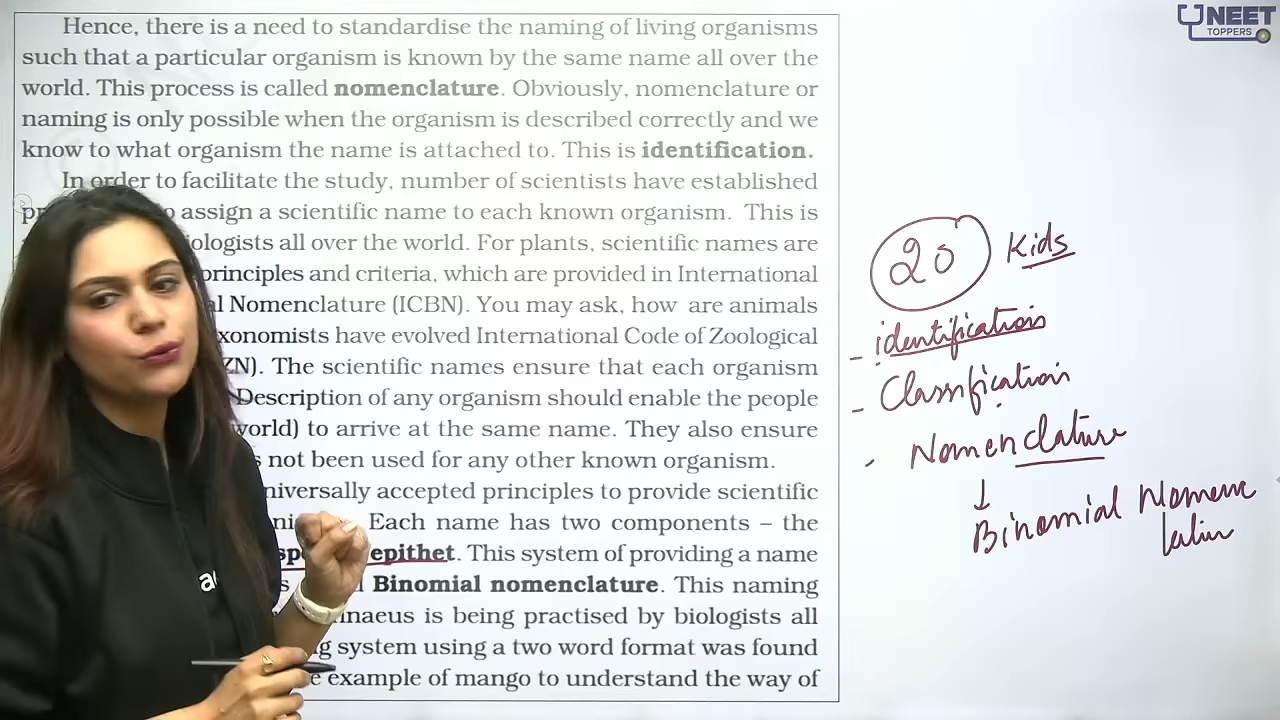 Hence, there is a need to standardise the naming of living organisms
such that a particular organism is known by the same name all over the
world. This process is called nomenclature. Obviously, nomenclature or
naming is only possible when the organism is described correctly and we
know to what organism the name is attached to. This is identification.
In order to facilitate the study, number of scientists have established
to assign a scientific name to each known organism. This is
iologists all over the world. For plants, scientific names are
principles and criteria, which are provided in International
al Nomenclature (ICBN). You may ask, how are animals
xonomists have evolved International Code of Zoological
ZN). The scientific names ensure that each organism
Description of any organism should enable the people
world) to arrive at the same name. They also ensure
s not been used for any other known organism.
niversally accepted principles to provide scientific
Each name has two components – the
epithet. This system of providing a name
Binomial nomenclature. This naming
innaeus is being practised by biologists all
g system using a two word format was found
example of mango to understand the way of
UNEET
TOPPERS
20 Kids
- identification
- Classification
- Nomenclature
↓
Binomial Nomenc
lature